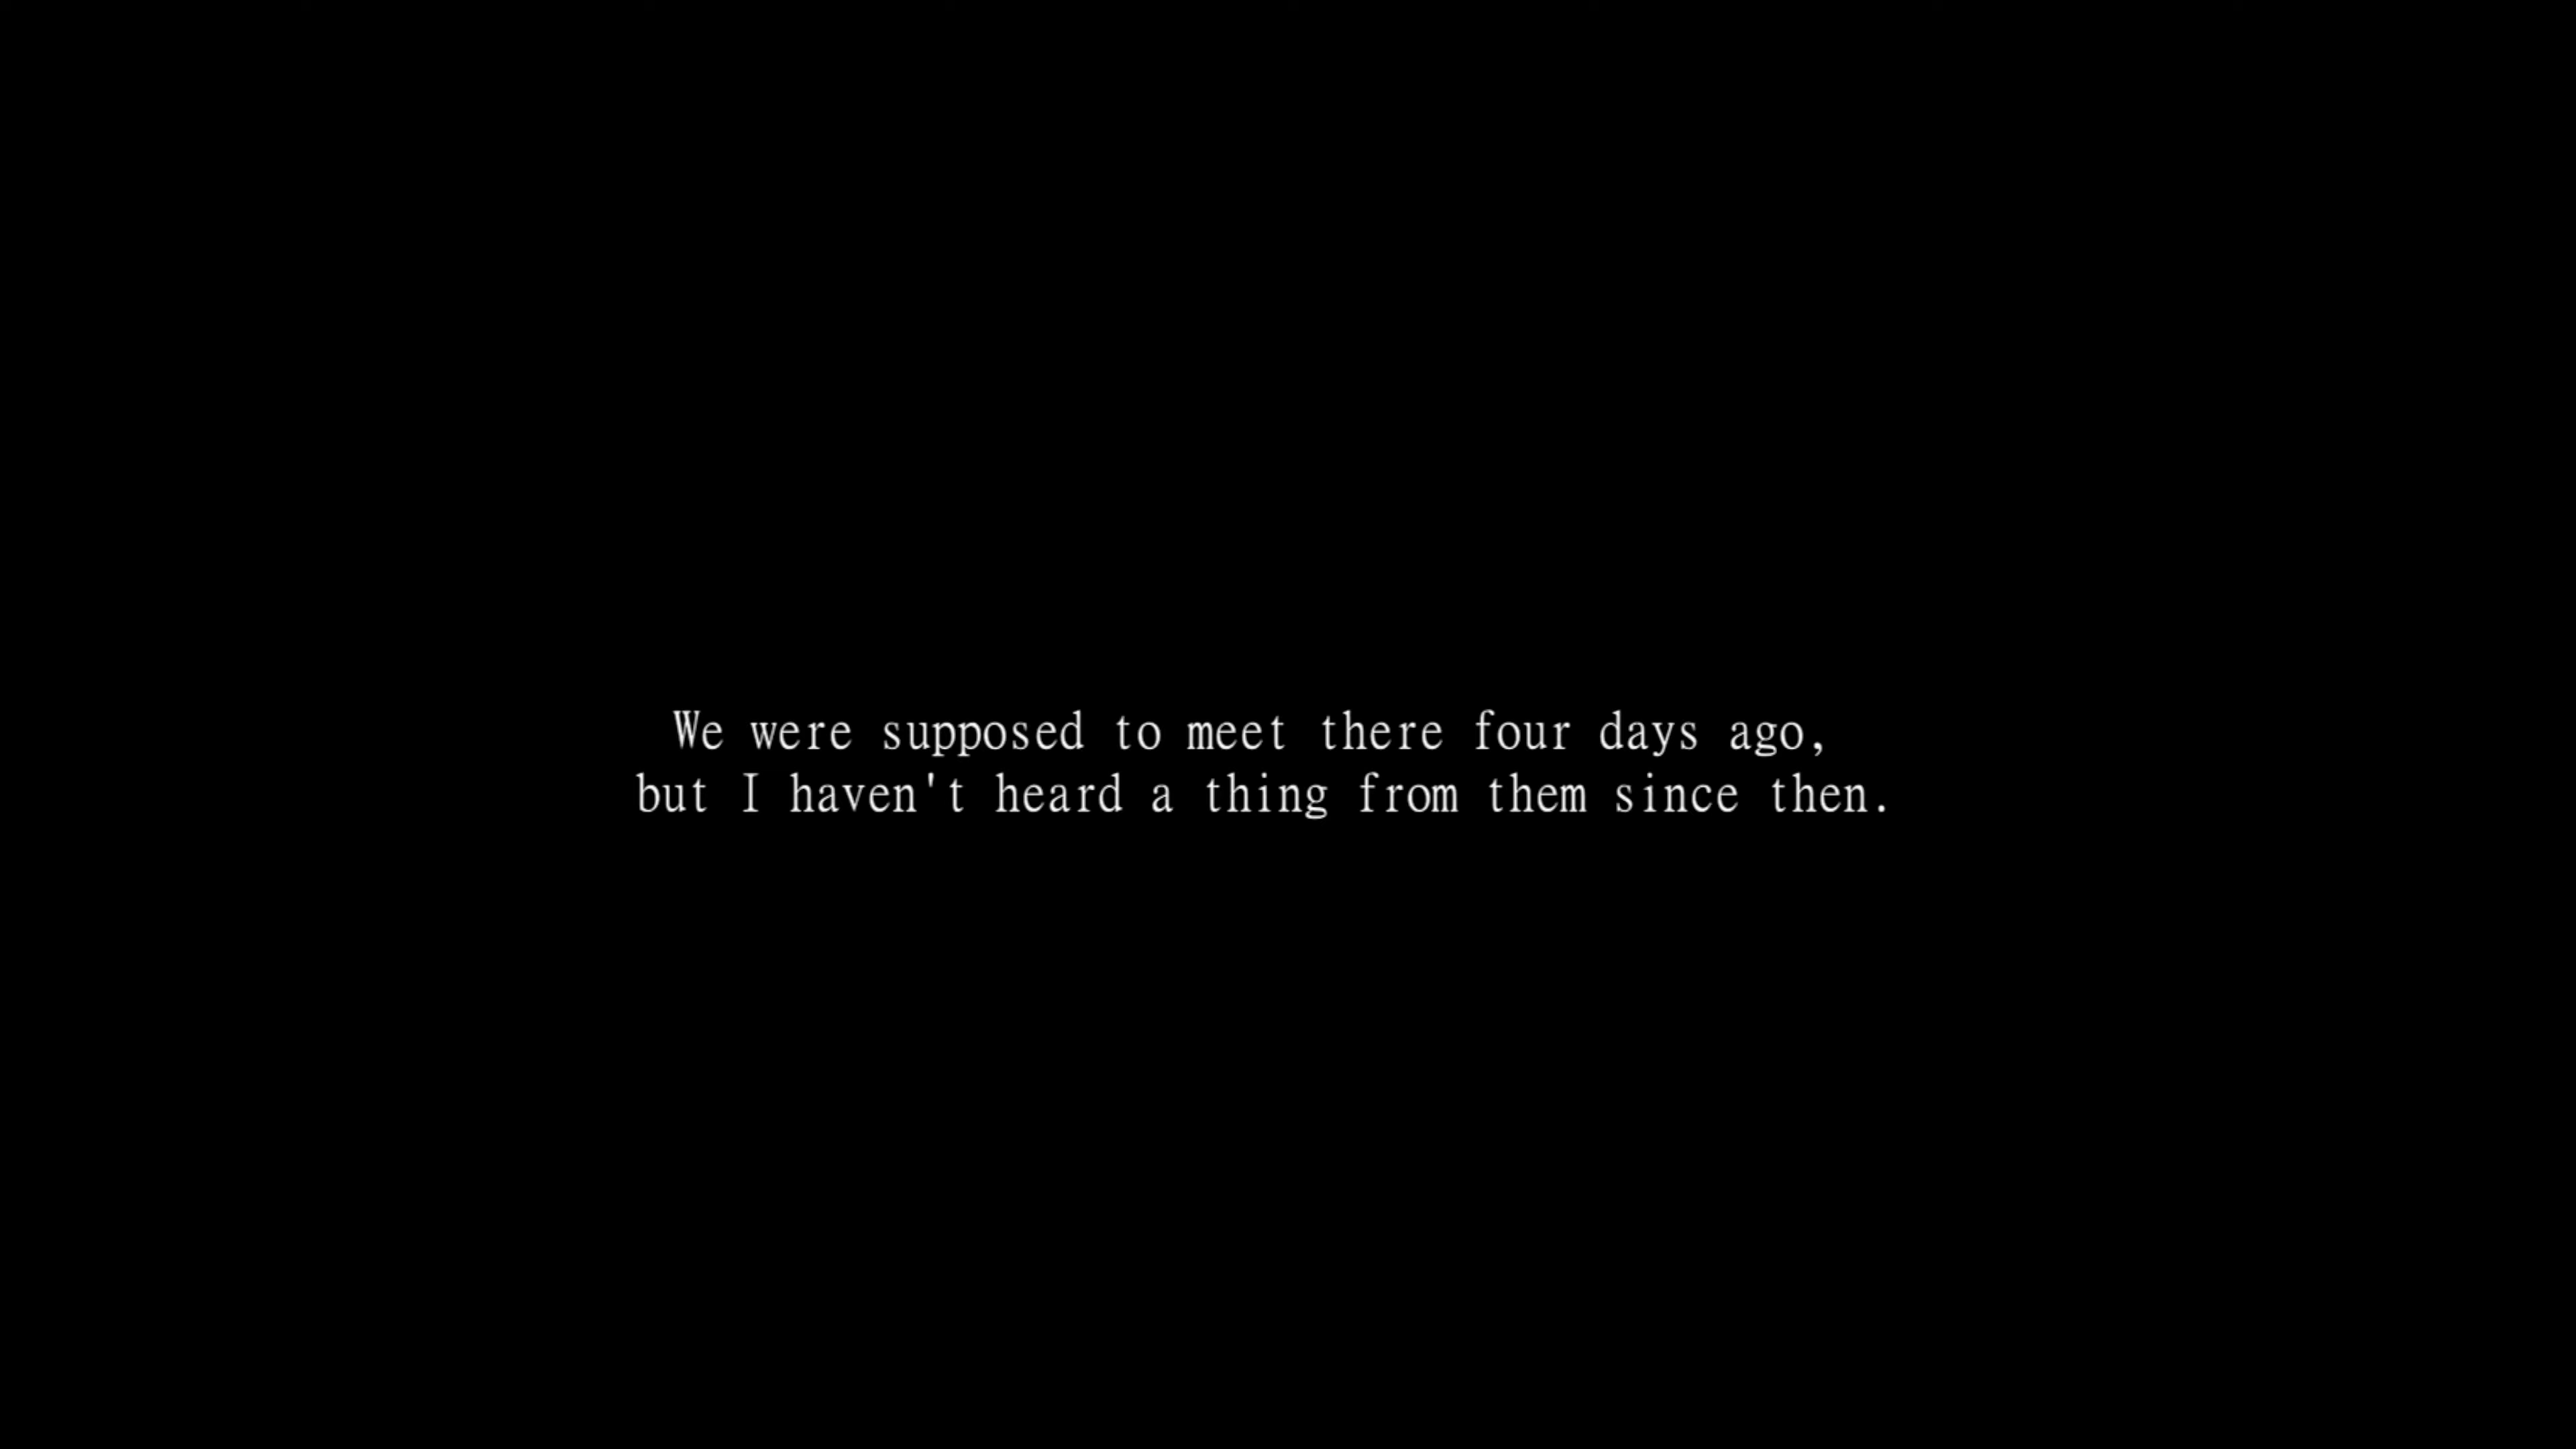 We were supposed to meet there four days ago,
but I haven't heard a thing from them since then.